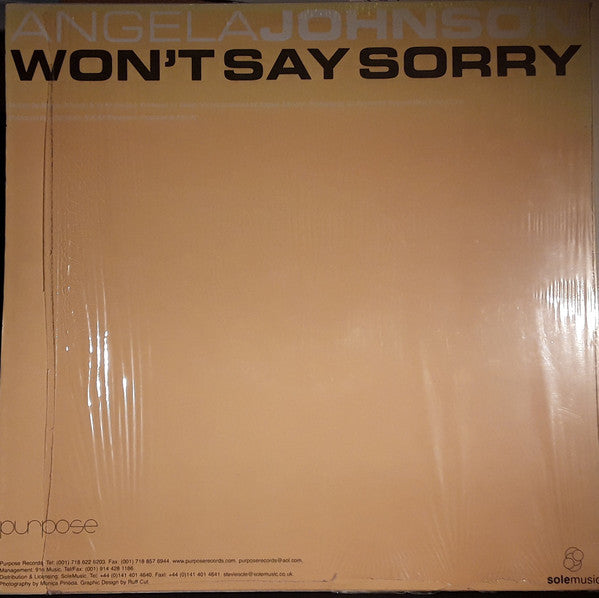 ANGELAJOHNSON
WON'T SAY SORRY
purpose
Purpose Records. Tel: (001) 718 622 6203. Fax: (001) 718 857 8944. www.purposerecords.com. purposerecords@aol.com.
Management: 916 Music. Tel/Fax: (001) 914 428 1186.
Distribution & Licensing: SoleMusic. Tel: +44 (0)141 401 4640. Fax: +44 (0)141 401 4641. steviesole@solemusic.co.uk
Photography by Monica Pineda. Graphic Design by Ruff Cut.
solemusic